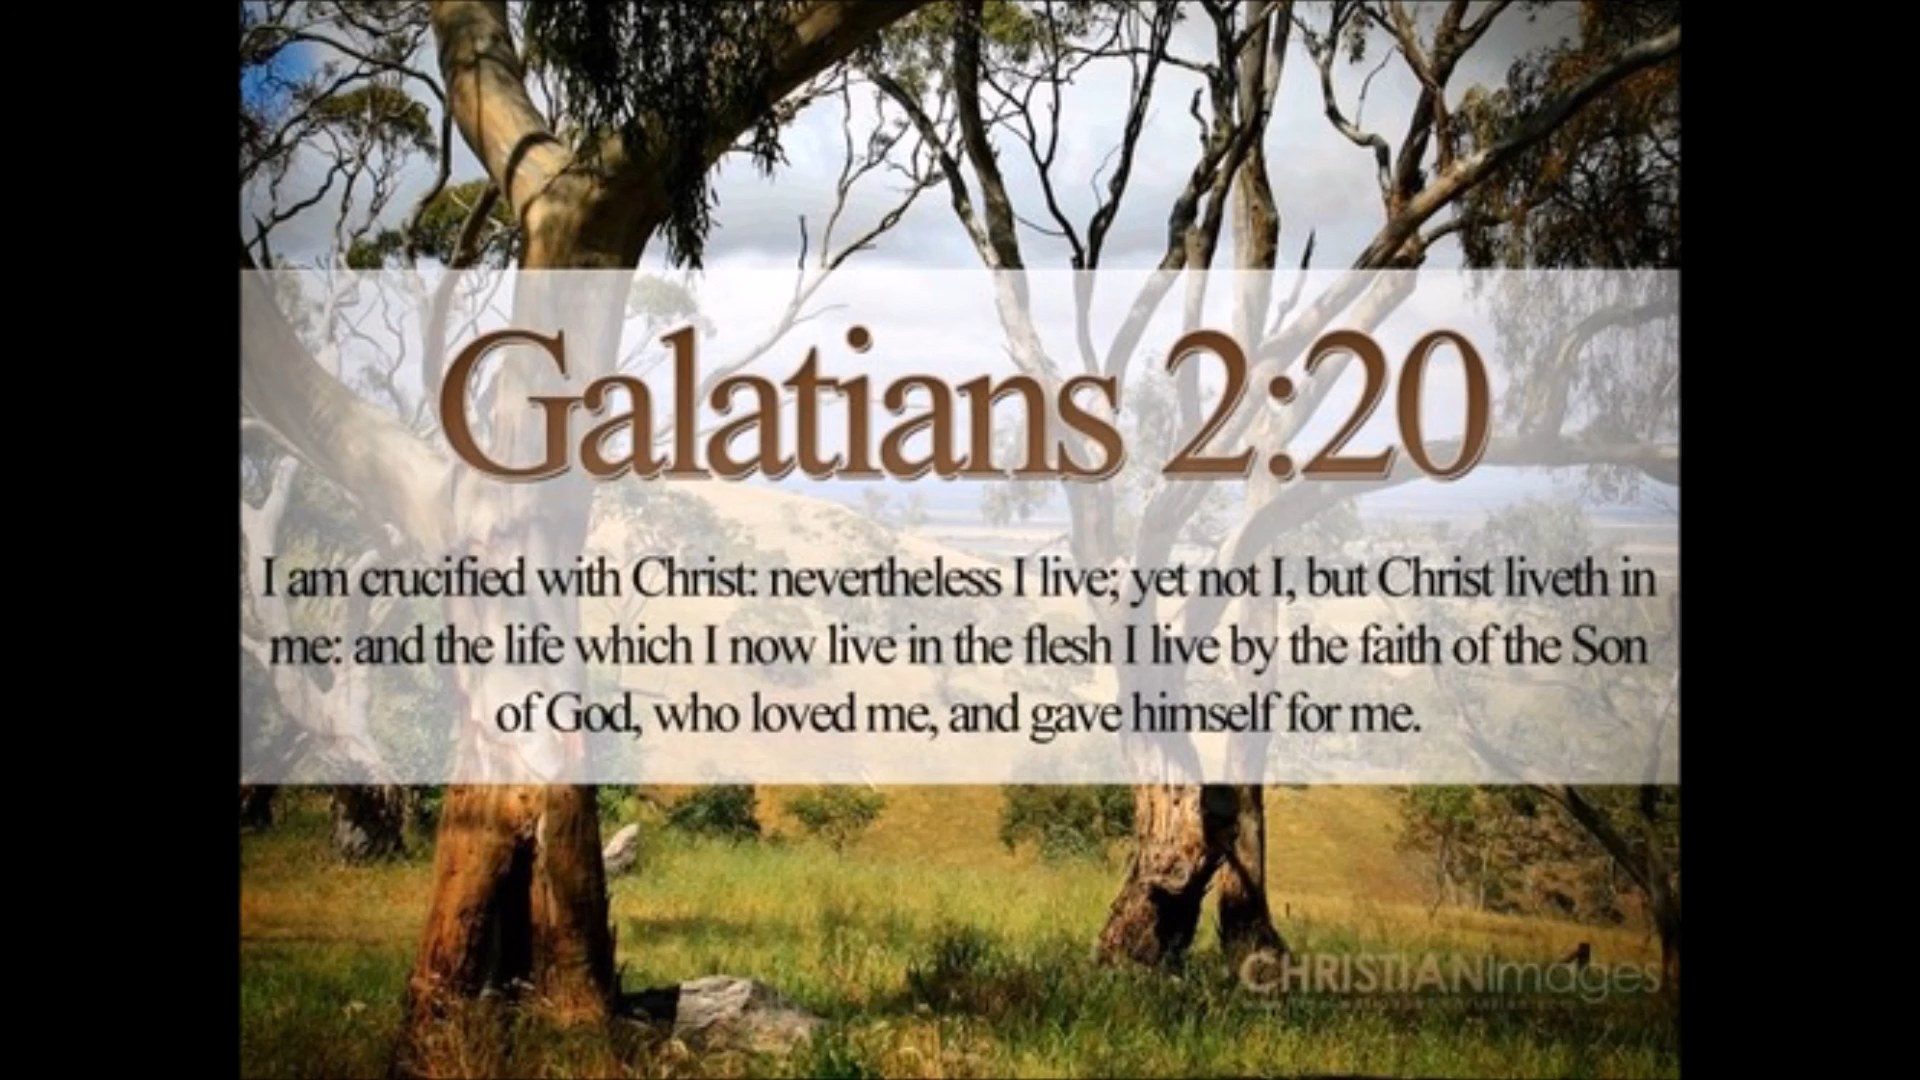 Galatians 2:20
I am crucified with Christ: nevertheless I live; yet not I, but Christ liveth in
me: and the life which I now live in the flesh I live by the faith of the Son
of God, who loved me, and gave himself for me.
CHRISTIANimages